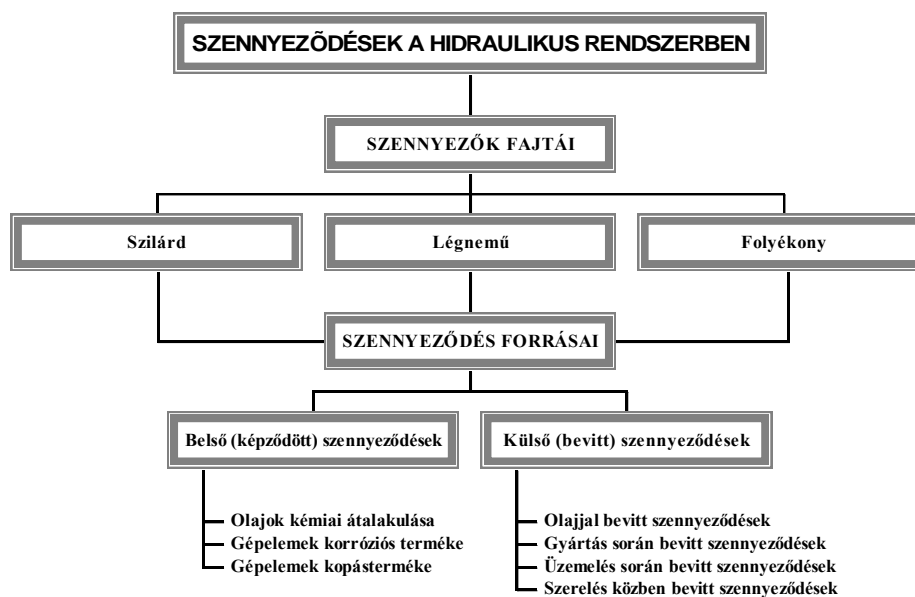 SZENNYEZÕDÉSEK A HIDRAULIKUS RENDSZERBEN
SZENNYEZŐK FAJTÁI
Szilárd
Légnemű
Folyékony
SZENNYEZŐDÉS FORRÁSAI
Belső (képződött) szennyeződések
Külső (bevitt) szennyeződések
Olajok kémiai átalakulása
Gépelemek korróziós terméke
Gépelemek kopásterméke
Olajjal bevitt szennyeződések
Gyártás során bevitt szennyeződések
Üzemelés során bevitt szennyeződések
Szerelés közben bevitt szennyeződések